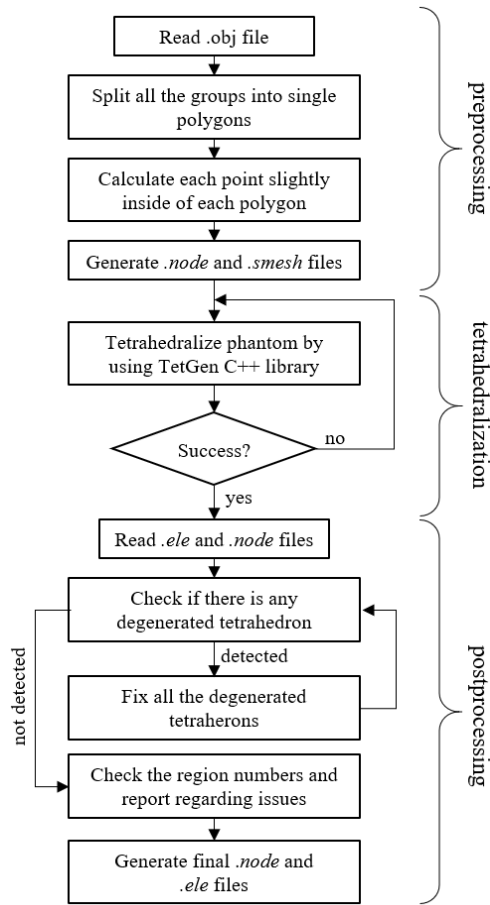 Read .obj file
Split all the groups into single
polygons
Calculate each point slightly
inside of each polygon
Generate .node and .smesh files
preprocessing
Tetrahedralize phantom by
using TetGen C++ library
Success?
no
yes
tetrahedralization
Read .ele and .node files
Check if there is any
degenerated tetrahedron
detected
not detected
Fix all the degenerated
tetraherons
Check the region numbers and
report regarding issues
Generate final .node and
.ele files
postprocessing